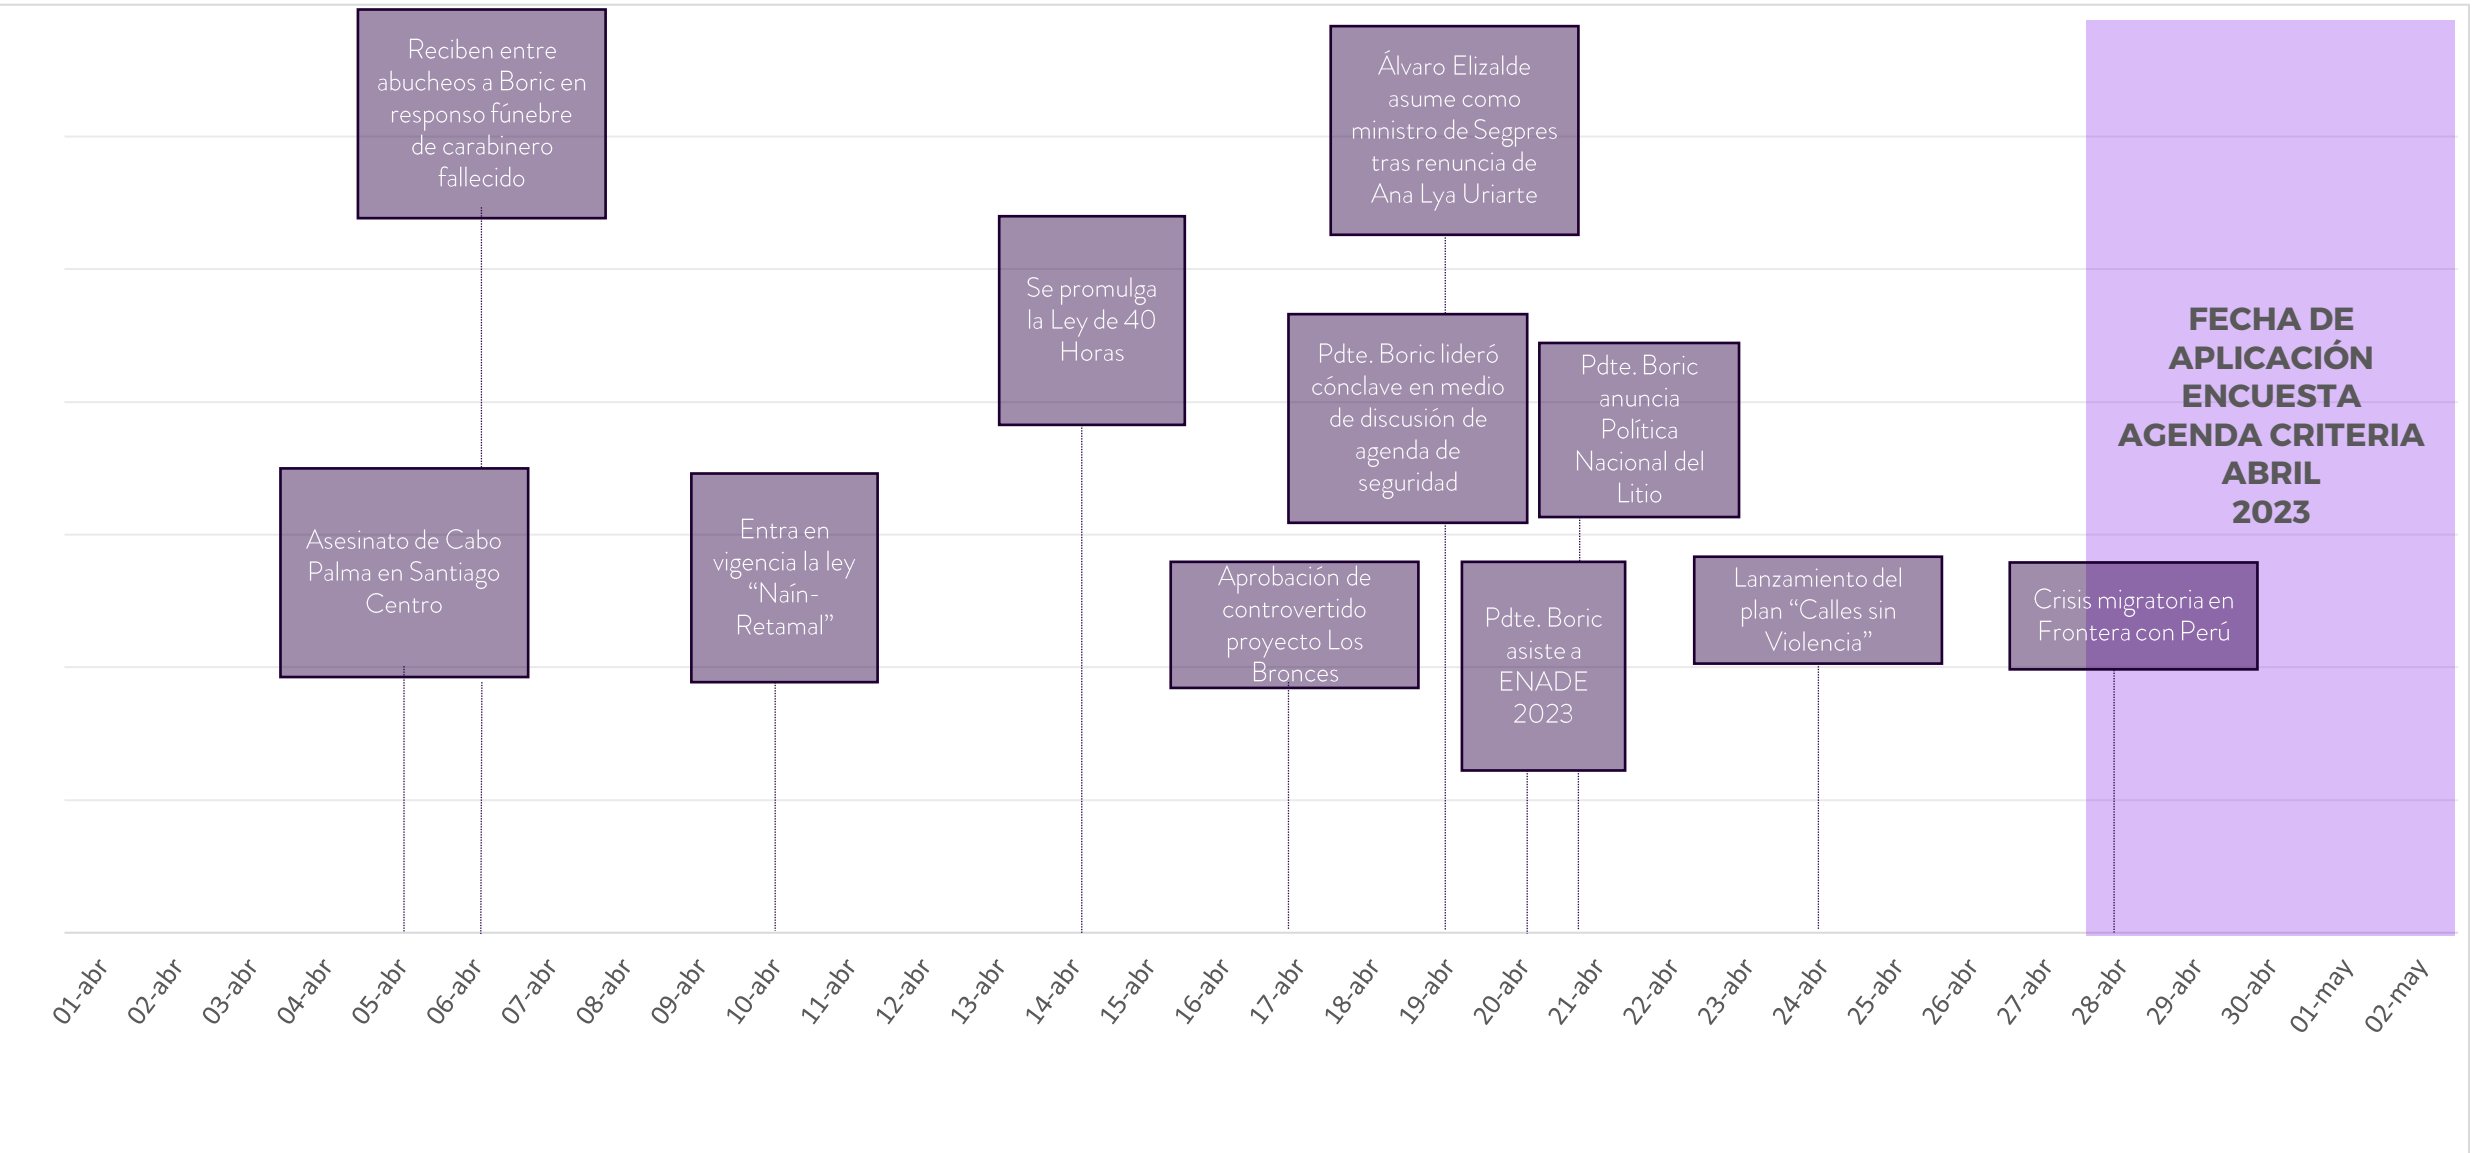 Reciben entre
abucheos a Boric en
responso fúnebre
de carabinero
fallecido
Álvaro Elizalde
asume como
ministro de Segpres
tras renuncia de
Ana Lya Uriarte
Se promulga
la Ley de 40
Horas
Pdte. Boric lideró
cónclave en medio
de discusión de
agenda de
seguridad
Pdte. Boric
anuncia
Política
Nacional del
Litio
FECHA DE
APLICACIÓN
ENCUESTA
AGENDA CRITERIA
ABRIL
2023
Asesinato de Cabo
Palma en Santiago
Centro
Entra en
vigencia la ley
“Naín-
Retamal”
Aprobación de
controvertido
proyecto Los
Bronces
Pdte. Boric
asiste a
ENADE
2023
Lanzamiento del
plan “Calles sin
Violencia”
Crisis migratoria en
Frontera con Perú
01-abr
02-abr
03-abr
04-abr
05-abr
06-abr
07-abr
08-abr
09-abr
10-abr
11-abr
12-abr
13-abr
14-abr
15-abr
16-abr
17-abr
18-abr
19-abr
20-abr
21-abr
22-abr
23-abr
24-abr
25-abr
26-abr
27-abr
28-abr
29-abr
30-abr
01-may
02-may